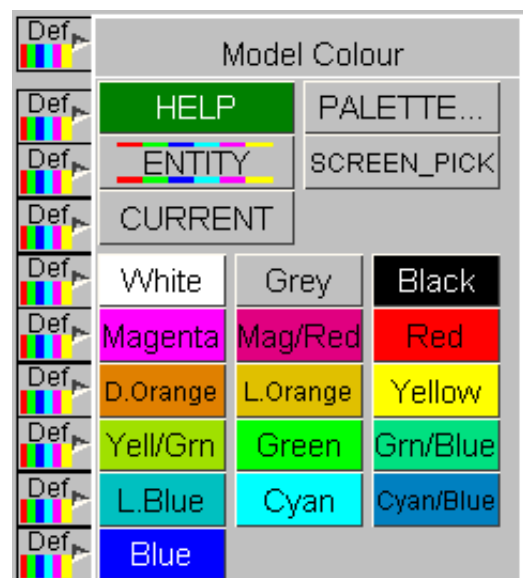 Def
Model Colour
Def
HELP
PALETTE...
Def
ENTITY
SCREEN_PICK
Def
CURRENT
Def
White
Grey
Black
Def
Magenta
Mag/Red
Red
Def
D.Orange
L.Orange
Yellow
Def
Yell/Grn
Green
Grn/Blue
Def
L.Blue
Cyan
Cyan/Blue
Def
Blue